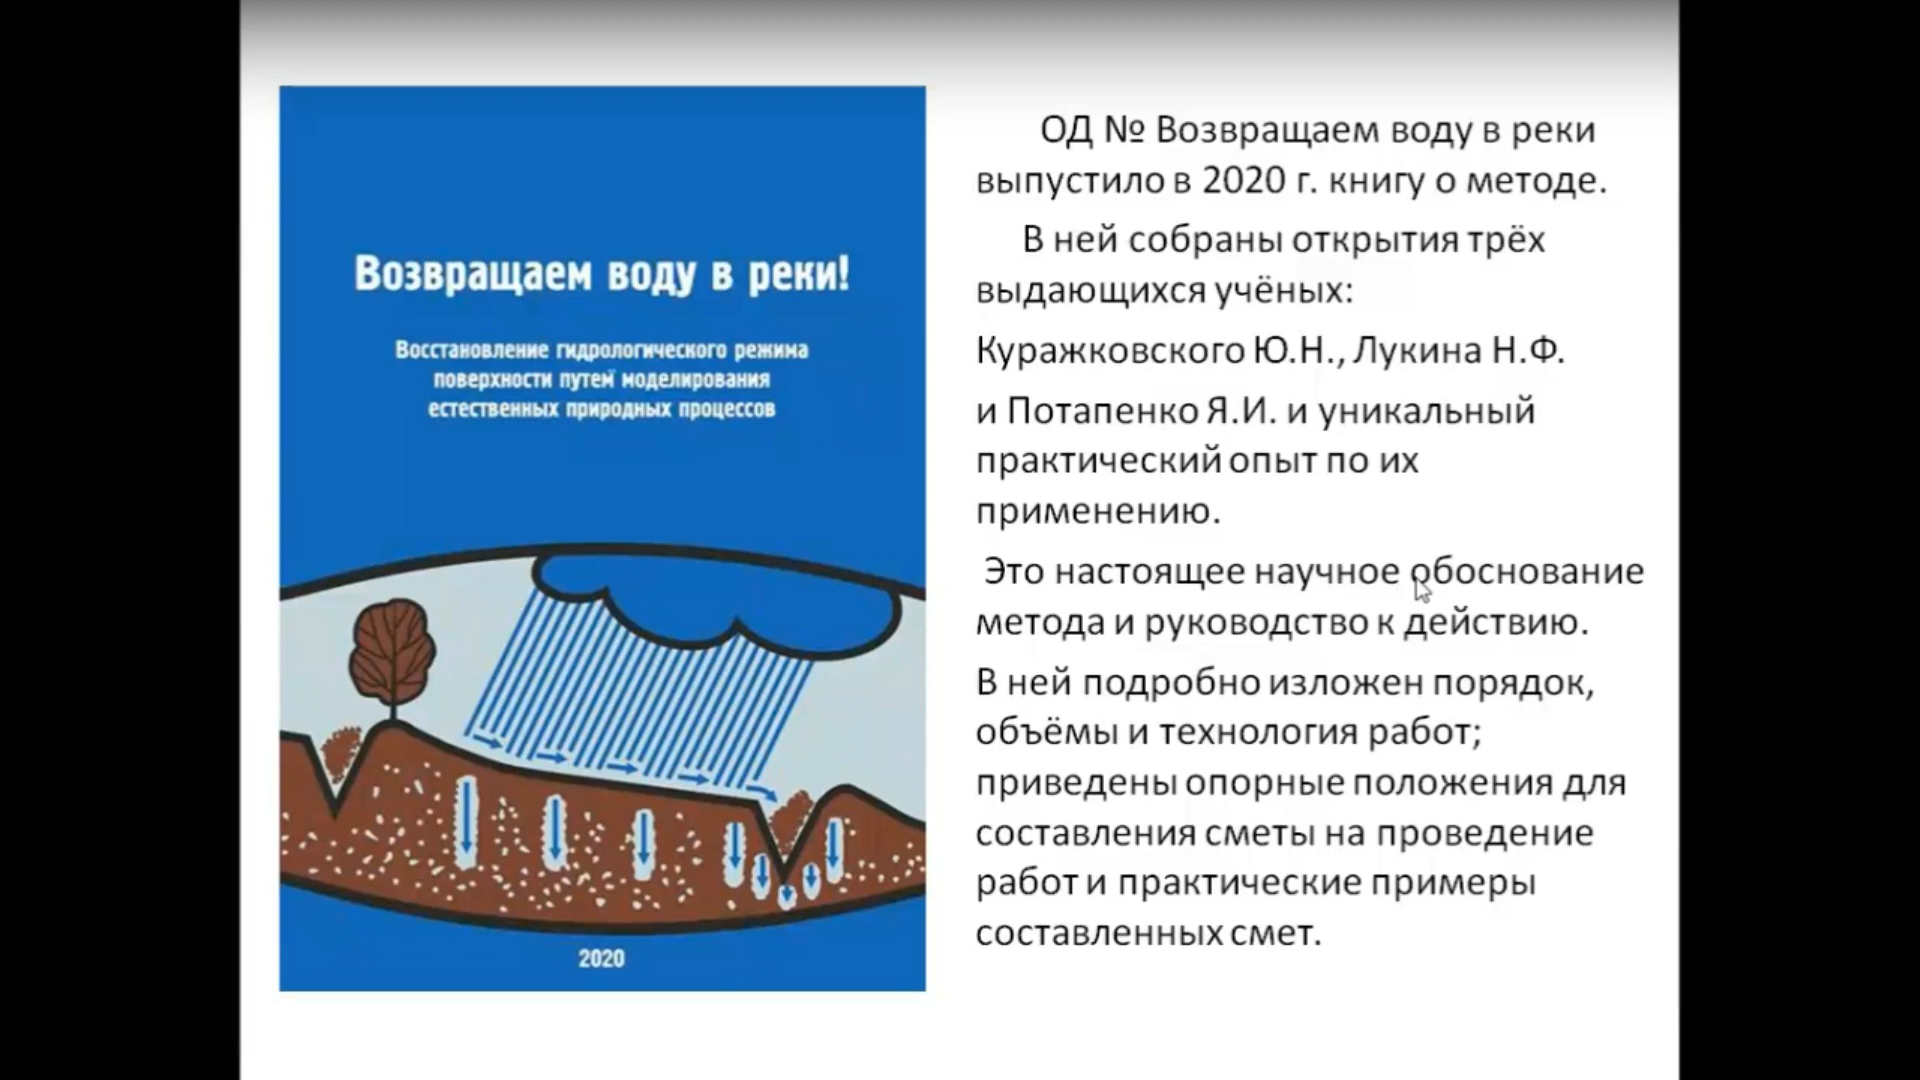 Возвращаем воду в реки!
Восстановление гидрологического режима
поверхности путем моделирования
естественных природных процессов
2020
ОД № Возвращаем воду в реки
выпустило в 2020 г. книгу о методе.
В ней собраны открытия трёх
выдающихся учёных:
Куражковского Ю.Н., Лукина Н.Ф.
и Потапенко Я.И. и уникальный
практический опыт по их
применению.
Это настоящее научное обоснование
метода и руководство к действию.
В ней подробно изложен порядок,
объёмы и технология работ;
приведены опорные положения для
составления сметы на проведение
работ и практические примеры
составленных смет.